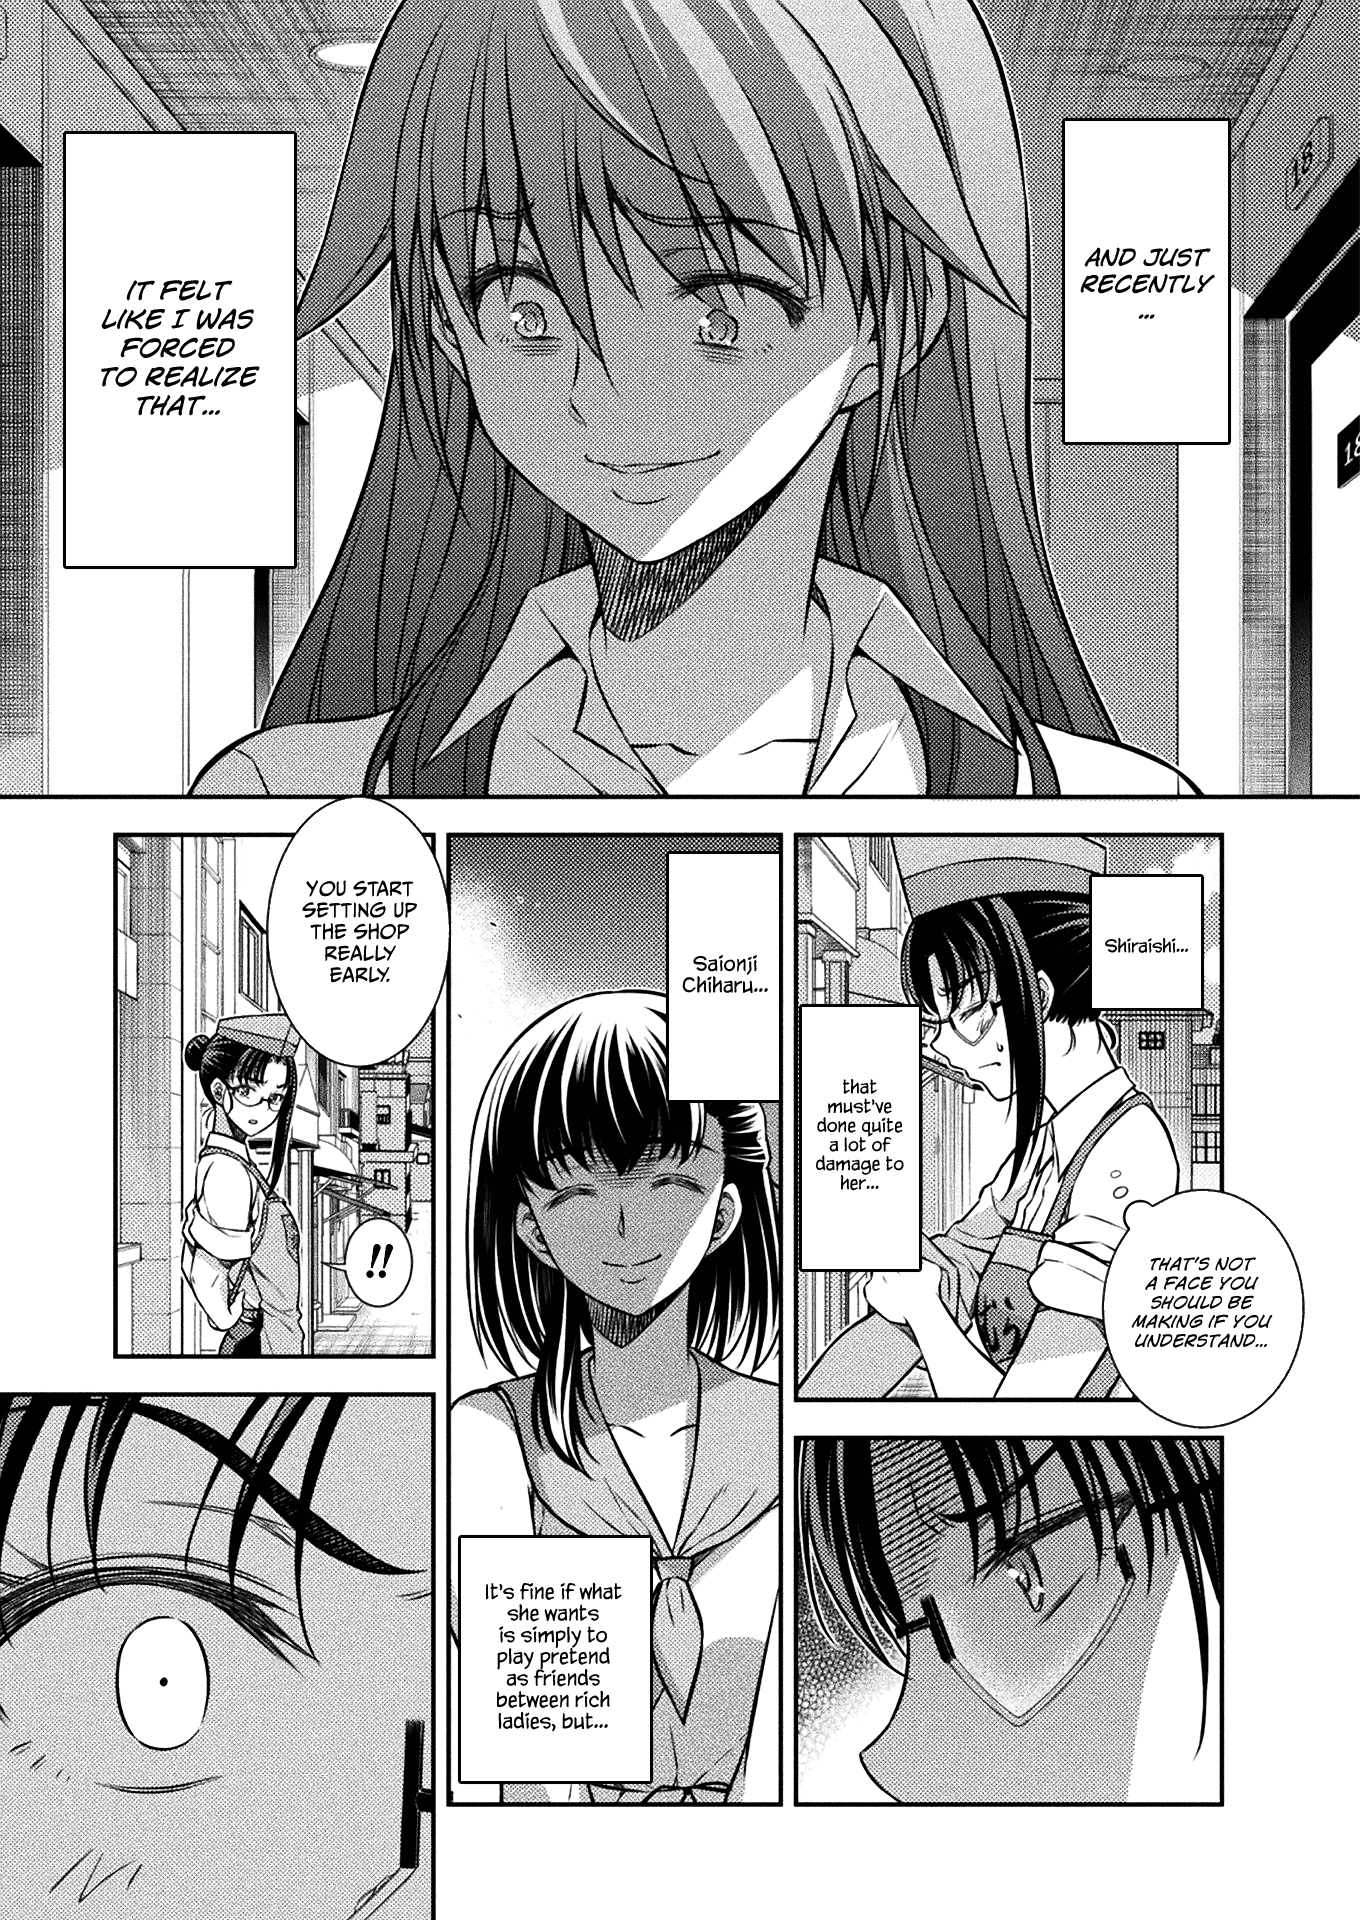 AND JUST
RECENTLY
...
IT FELT
LIKE I WAS
FORCED
TO REALIZE
THAT...
18
18
Shiraishi...
that
must've
done quite
a lot of
damage to
her...
THAT'S NOT
A FACE YOU
SHOULD BE
MAKING IF YOU
UNDERSTAND...
Saionji
Chiharu...
It's fine if what
she wants
is simply to
play pretend
as friends
between rich
ladies, but...
YOU START
SETTING UP
THE SHOP
REALLY
EARLY.
!!